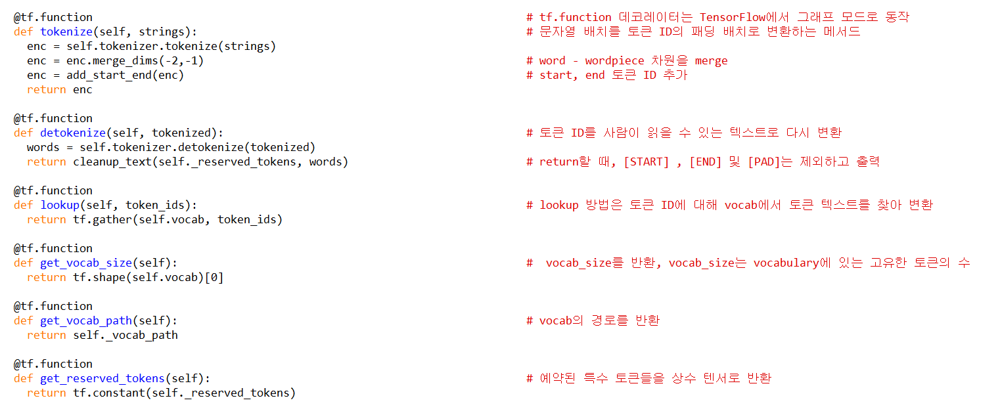 @tf.function # tf.function 데코레이터는 TensorFlow에서 그래프 모드로 동작
def tokenize(self, strings): # 문자열 배치를 토큰 ID의 패딩 배치로 변환하는 메서드
  enc = self.tokenizer.tokenize(strings)
  enc = enc.merge_dims(-2,-1) # word - wordpiece 차원을 merge
  enc = add_start_end(enc) # start, end 토큰 ID 추가
  return enc
@tf.function
def detokenize(self, tokenized): # 토큰 ID를 사람이 읽을 수 있는 텍스트로 다시 변환
  words = self.tokenizer.detokenize(tokenized)
  return cleanup_text(self._reserved_tokens, words) # return할 때, [START] , [END] 및 [PAD]는 제외하고 출력
@tf.function
def lookup(self, token_ids): # lookup 방법은 토큰 ID에 대해 vocab에서 토큰 텍스트를 찾아 변환
  return tf.gather(self.vocab, token_ids)
@tf.function
def get_vocab_size(self): #  vocab_size를 반환, vocab_size는 vocabulary에 있는 고유한 토큰의 수
  return tf.shape(self.vocab)[0]
@tf.function
def get_vocab_path(self): # vocab의 경로를 반환
  return self._vocab_path
@tf.function
def get_reserved_tokens(self): # 예약된 특수 토큰들을 상수 텐서로 반환
  return tf.constant(self._reserved_tokens)